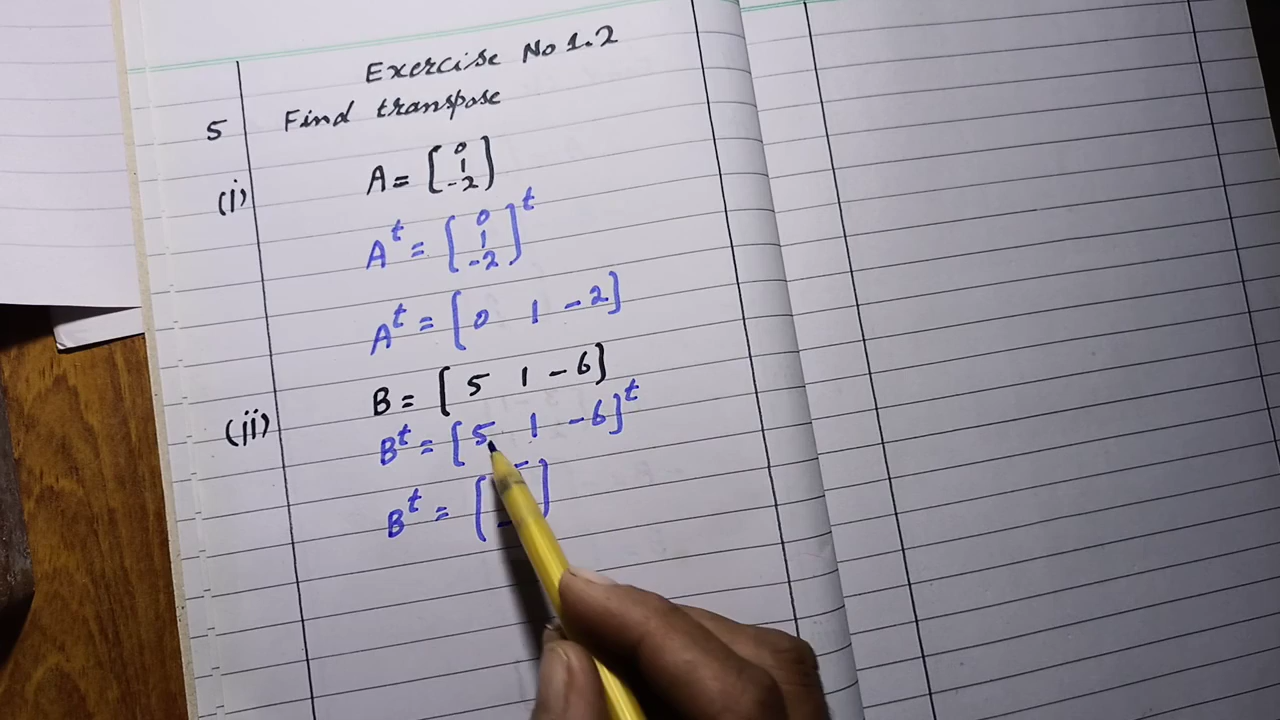 Exercise No 1.2
5 Find transpose
(i) A = [0 1 -2]
A^t = [0 1 -2]^t
A^t = [0 1 -2]
(ii) B = [5 1 -6]
B^t = [5 1 -6]^t
B^t = [ ]